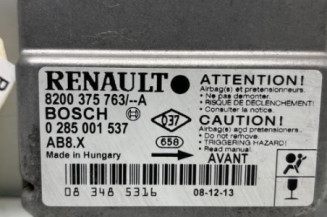 RENAULT
8200 375 763/--A
BOSCH
0 285 001 537
AB8.X
Made in Hungary
037
658
AVANT
ATTENTION!
Airbag(s) et pretensionneurs.
• Ne pas demonter.
• RISQUE DE DECLENCHEMENT!
• Consulter la notice.
CAUTION!
Airbag(s) and pretensioners.
• Do not remove.
• TRIGGERING HAZARD!
• Read manual.
08 348 5316
08-12-13